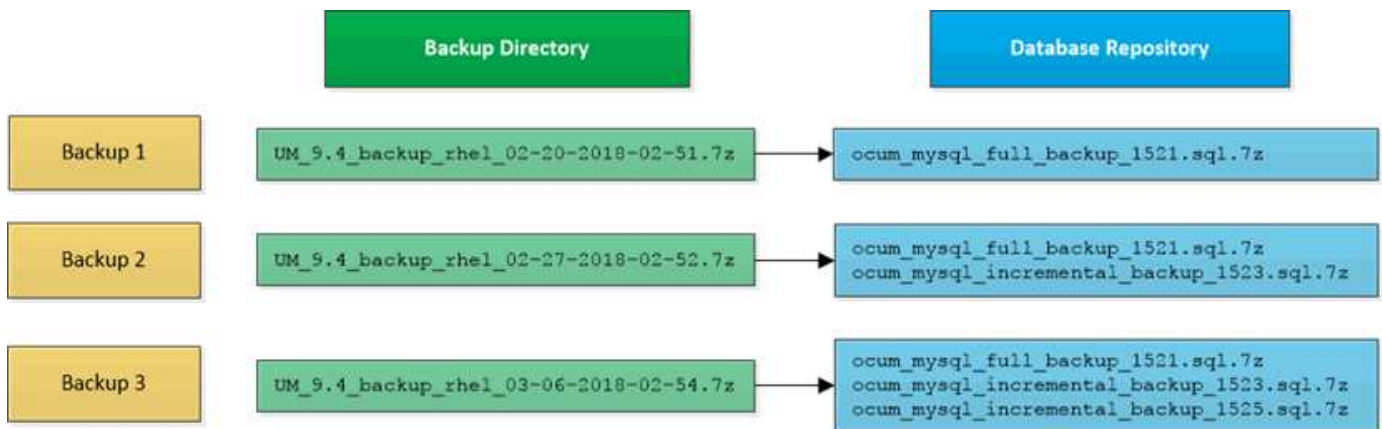 Backup Directory
Database Repository
Backup 1
UM_9.4_backup_rhel_02-20-2018-02-51.7z
ocum_mysql_full_backup_1521.sql.7z
Backup 2
UM_9.4_backup_rhel_02-27-2018-02-52.7z
ocum_mysql_full_backup_1521.sql.7z
ocum_mysql_incremental_backup_1523.sql.7z
Backup 3
UM_9.4_backup_rhel_03-06-2018-02-54.7z
ocum_mysql_full_backup_1521.sql.7z
ocum_mysql_incremental_backup_1523.sql.7z
ocum_mysql_incremental_backup_1525.sql.7z